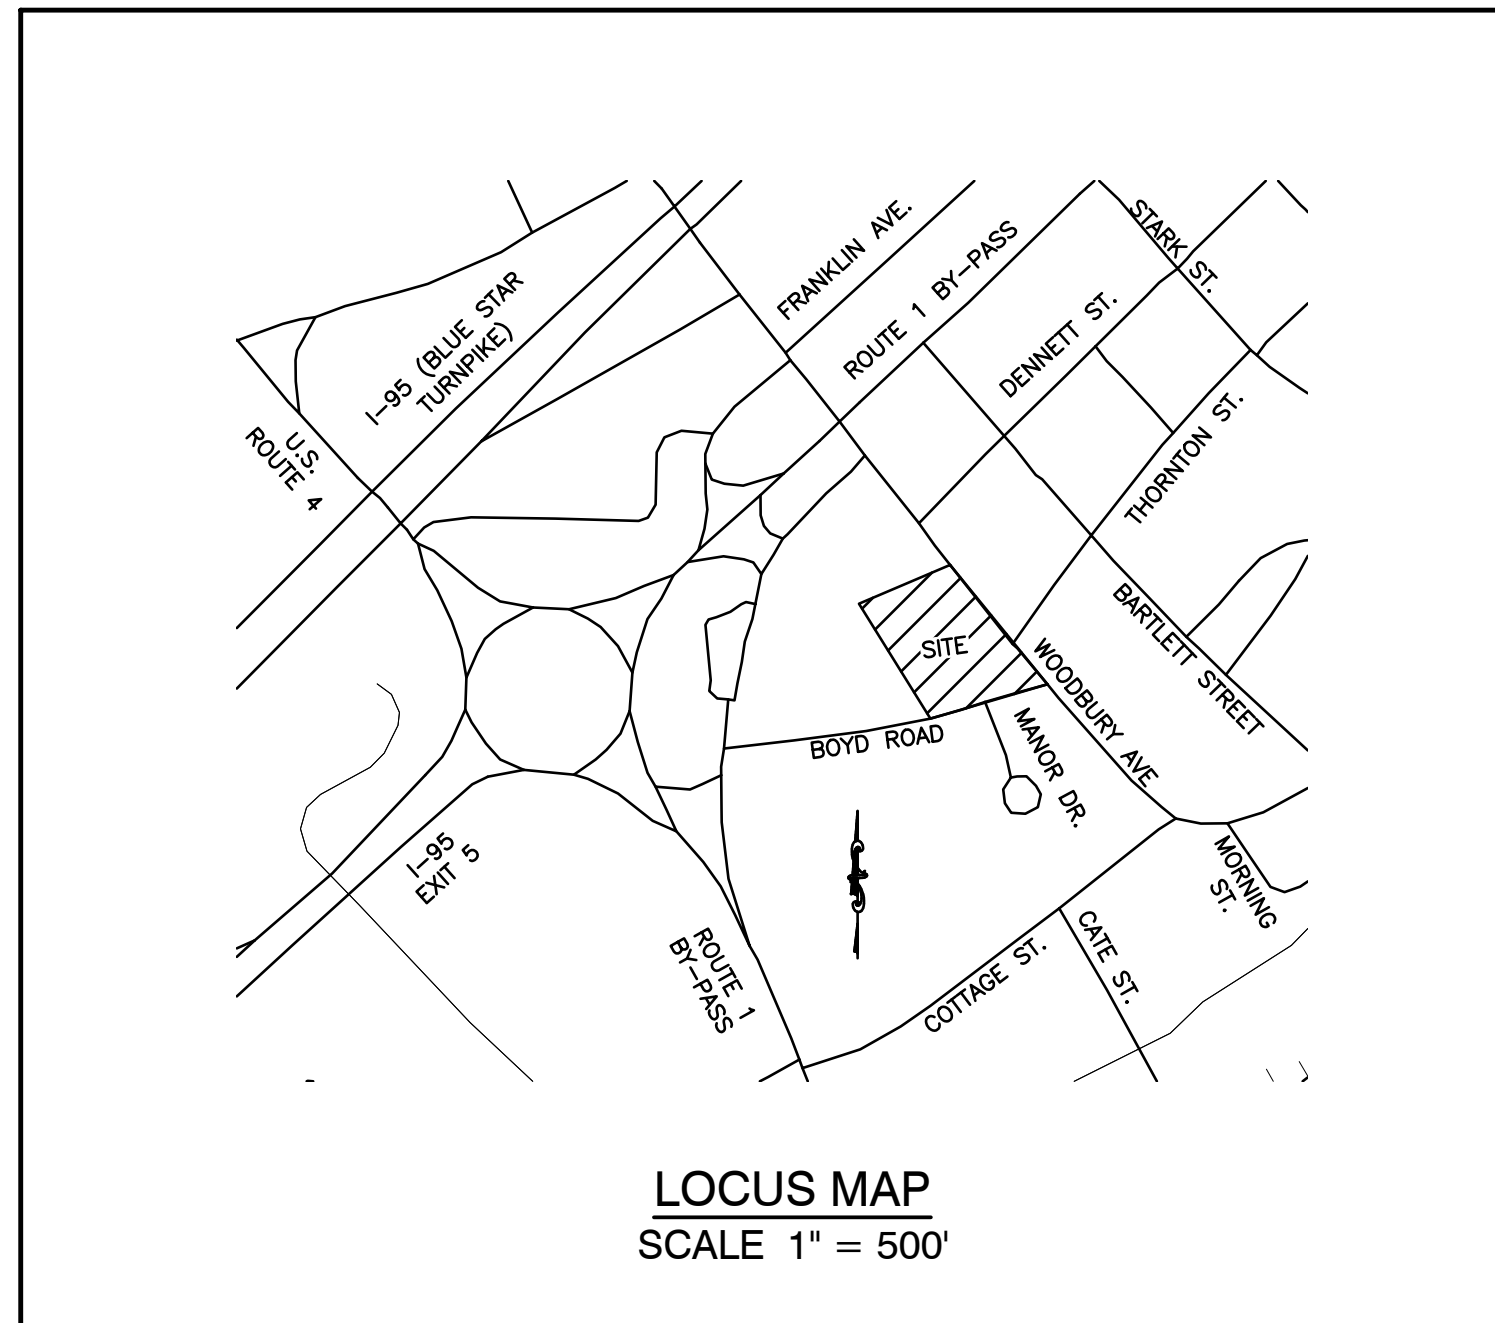 FRANKLIN AVE.
STARK ST.
ROUTE 1 BY-PASS
I-95 (BLUE STAR
TURNPIKE)
DENNETT ST.
U.S.
ROUTE 4
THORNTON ST.
BARTLETT STREET
SITE
WOODBURY AVE
BOYD ROAD
MANOR DR.
I-95
EXIT 5
MORNING
ST.
ROUTE 1
BY-PASS
COTTAGE ST.
CATE ST.
LOCUS MAP
SCALE 1" = 500'